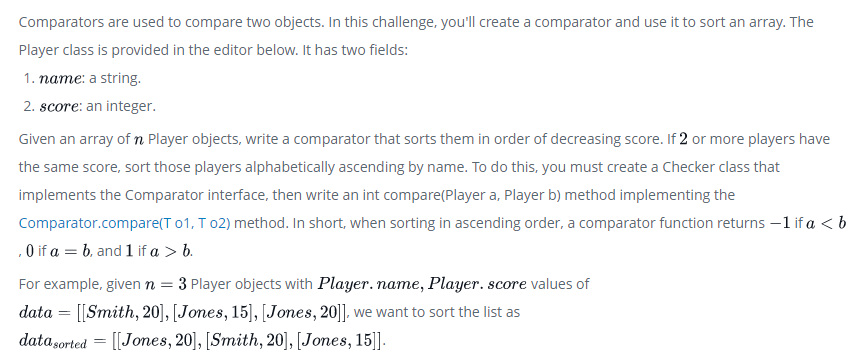 Comparators are used to compare two objects. In this challenge, you'll create a comparator and use it to sort an array. The
Player class is provided in the editor below. It has two fields:
1. name: a string.
2. score: an integer.
Given an array of n Player objects, write a comparator that sorts them in order of decreasing score. If 2 or more players have
the same score, sort those players alphabetically ascending by name. To do this, you must create a Checker class that
implements the Comparator interface, then write an int compare(Player a, Player b) method implementing the
Comparator.compare(T o1, T o2) method. In short, when sorting in ascending order, a comparator function returns −1 if a < b
, 0 if a = b, and 1 if a > b.
For example, given n = 3 Player objects with Player. name, Player. score values of
data = [[Smith, 20], [Jones, 15], [Jones, 20]], we want to sort the list as
data_sorted = [[Jones, 20], [Smith, 20], [Jones, 15]].